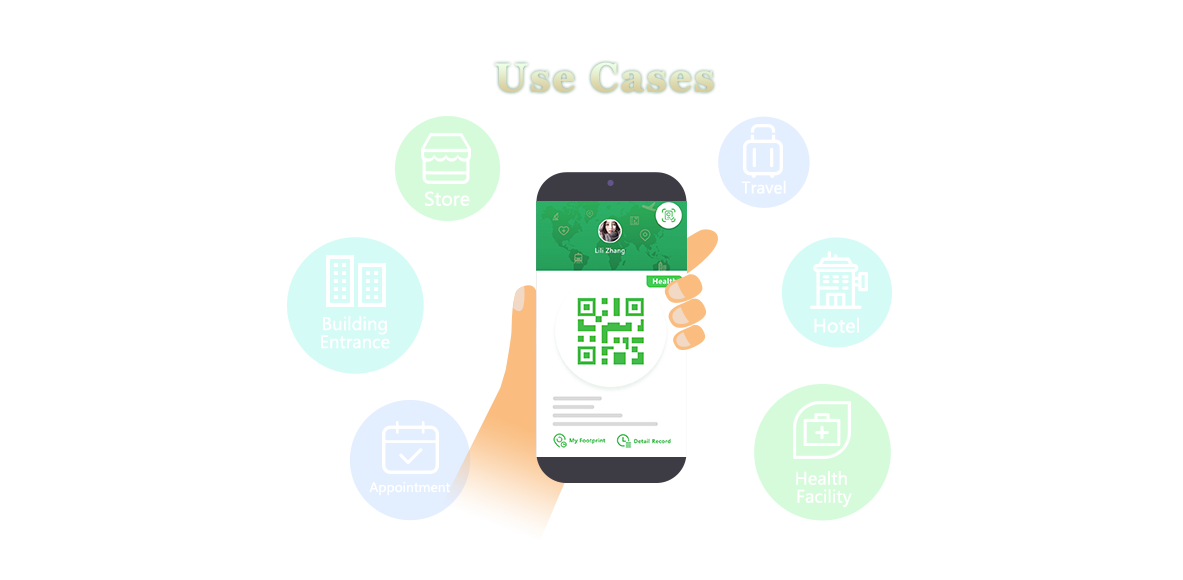 Use Cases
Store
Travel
Lili Zhang
Health
Building
Entrance
Hotel
My Footprint
Detail Record
Appointment
Health
Facility